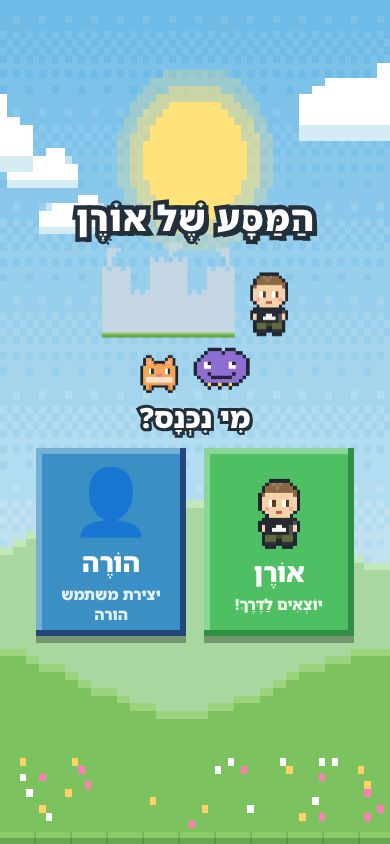 הַמַּסָּע שֶׁל אוֹרֶן
מִי נִכְנָס?
אוֹרֶן
יוֹצְאִים לַדֶּרֶךְ!
הוֹרֶה
יצירת משתמש
הורה